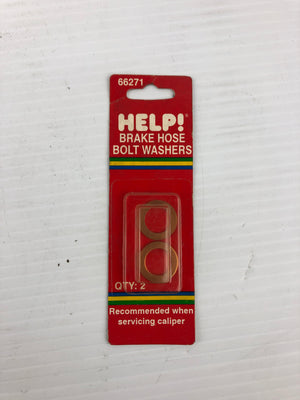 66271
HELP!
BRAKE HOSE
BOLT WASHERS
QTY: 2
Recommended when
servicing caliper